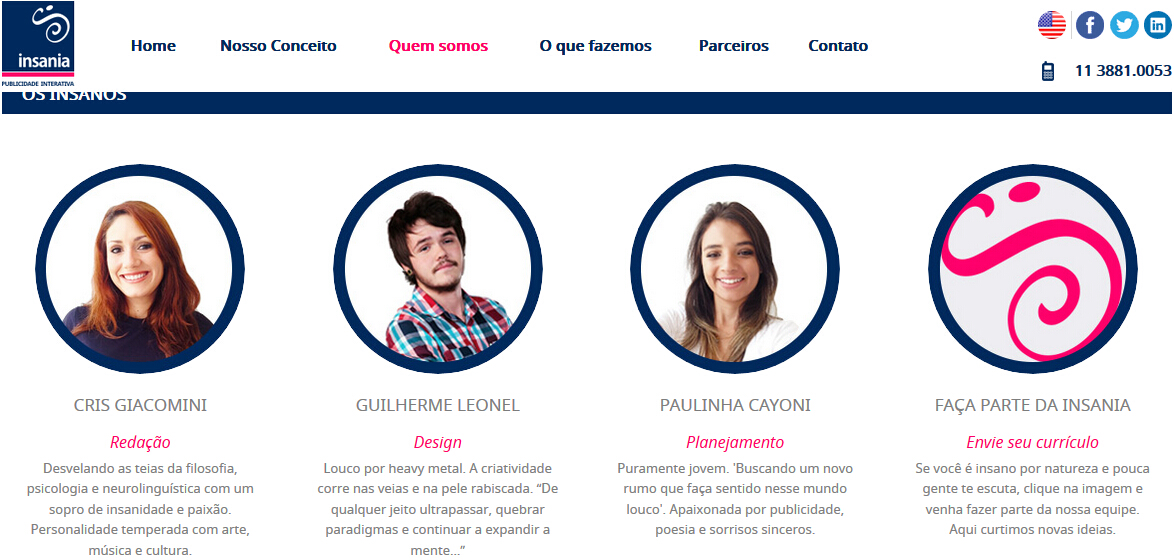 insania
PUBLICIDADE INTERATIVA
Home
Nosso Conceito
Quem somos
O que fazemos
Parceiros
Contato
11 3881.0053
OS INSANOS
CRIS GIACOMINI
Redação
Desvelando as teias da filosofia,
psicologia e neurolinguística com um
sopro de insanidade e paixão.
Personalidade temperada com arte,
música e cultura.
GUILHERME LEONEL
Design
Louco por heavy metal. A criatividade
corre nas veias e na pele rabiscada. “De
qualquer jeito ultrapassar, quebrar
paradigmas e continuar a expandir a
mente...”
PAULINHA CAYONI
Planejamento
Puramente jovem. 'Buscando um novo
rumo que faça sentido nesse mundo
louco'. Apaixonada por publicidade,
poesia e sorrisos sinceros.
FAÇA PARTE DA INSANIA
Envie seu currículo
Se você é insano por natureza e pouca
gente te escuta, clique na imagem e
venha fazer parte da nossa equipe.
Aqui curtimos novas ideias.